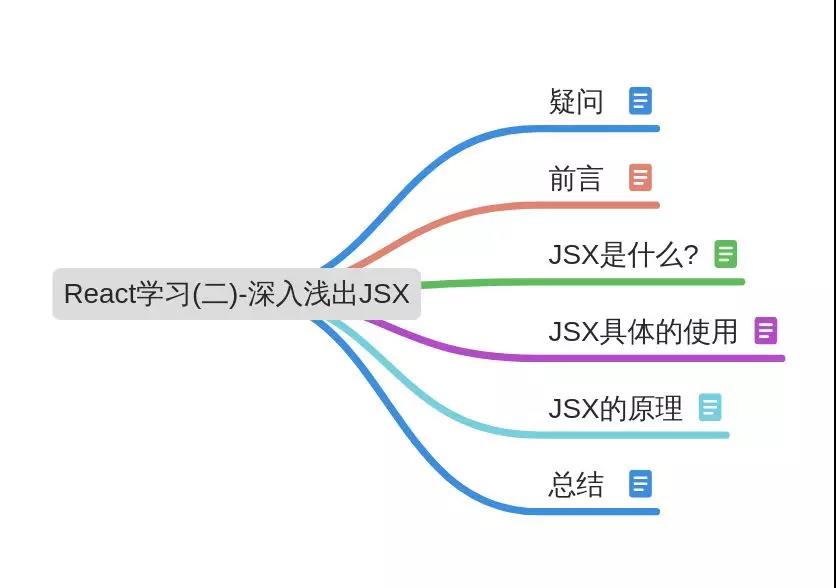 疑问
前言
JSX是什么?
React学习(二)-深入浅出JSX
JSX具体的使用
JSX的原理
总结